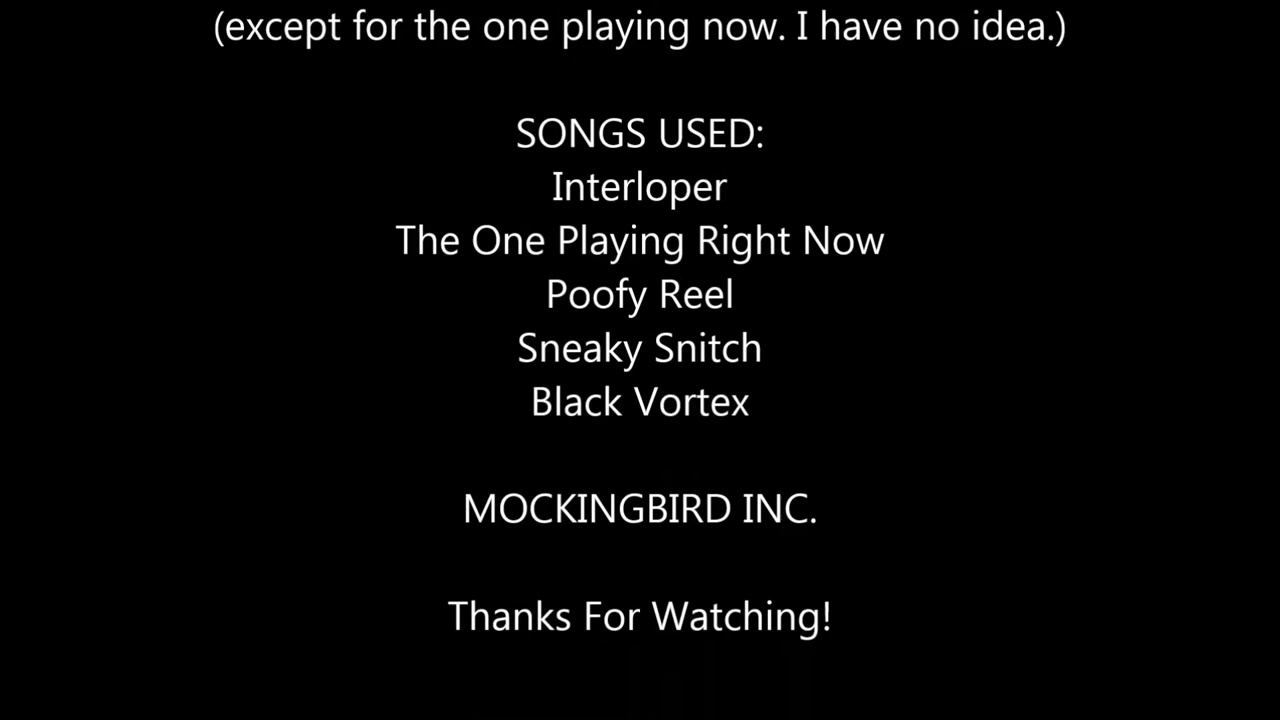 (except for the one playing now. I have no idea.)
SONGS USED:
Interloper
The One Playing Right Now
Poofy Reel
Sneaky Snitch
Black Vortex
MOCKINGBIRD INC.
Thanks For Watching!